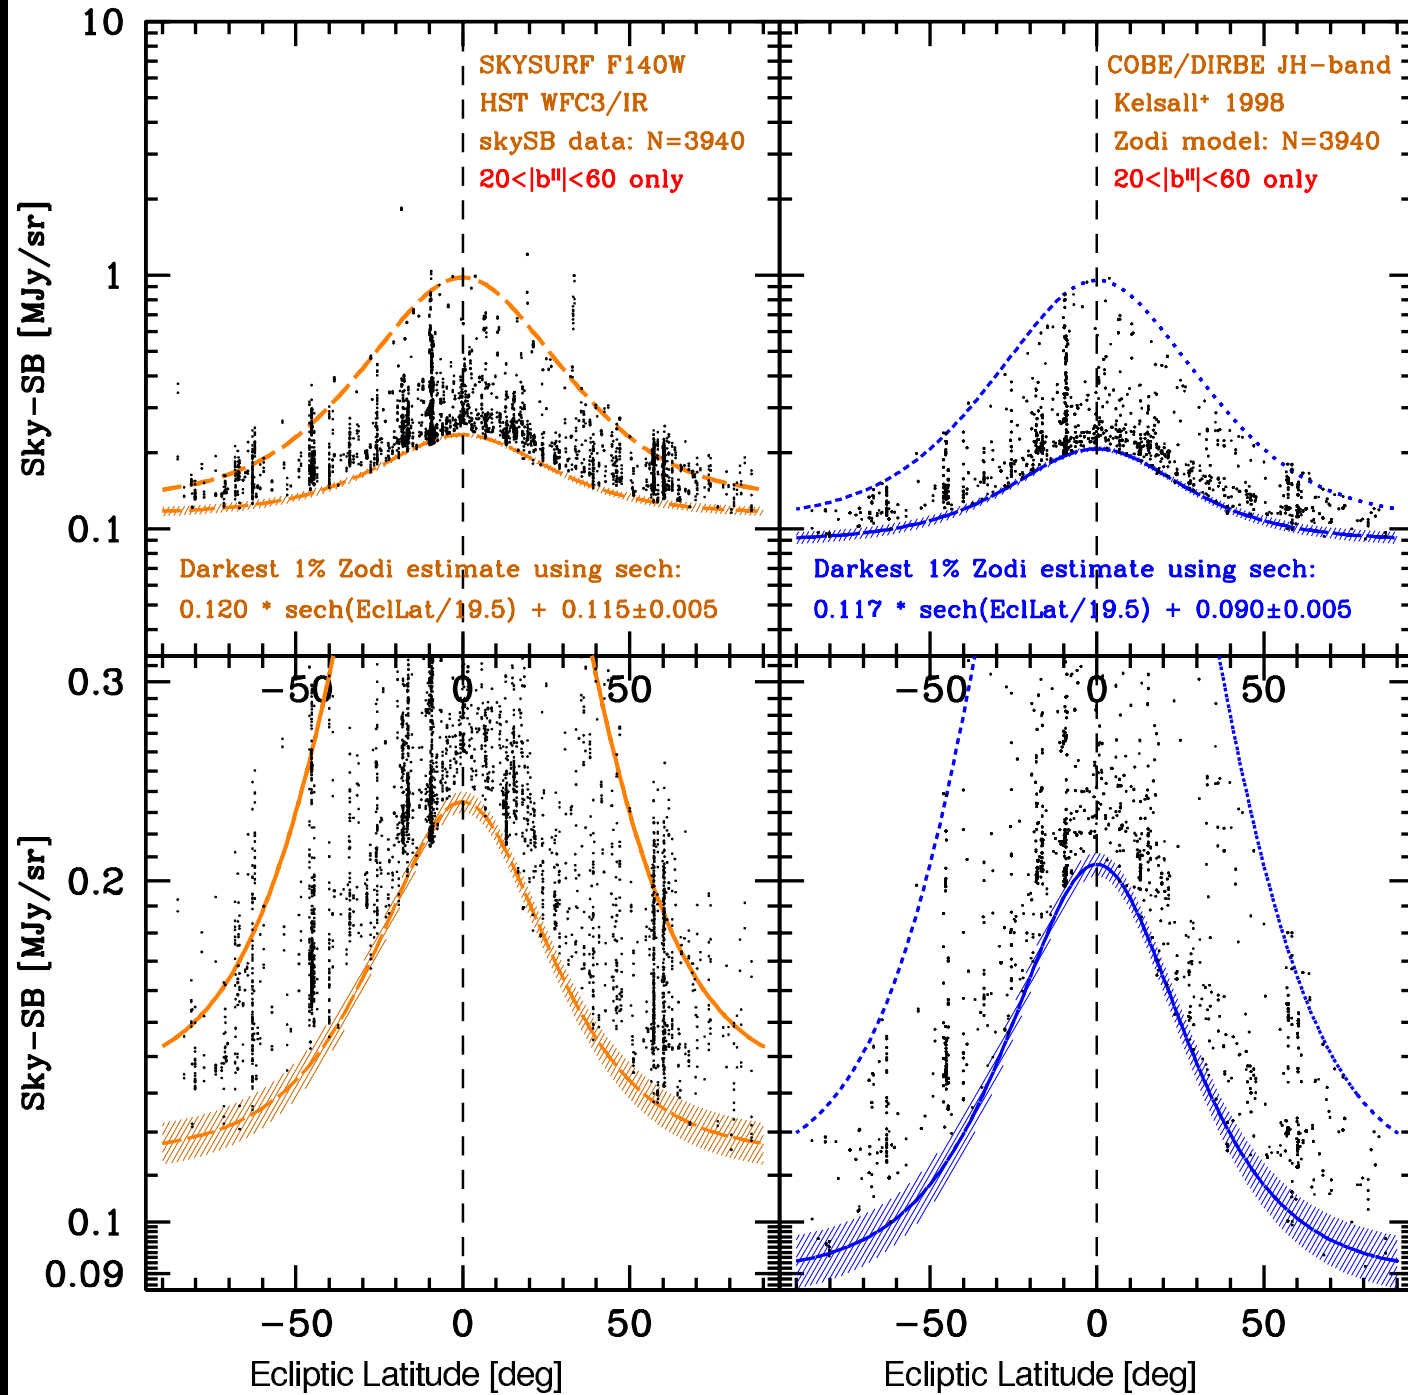 10
SKYSURF F140W
HST WFC3/IR
skySB data: N=3940
20<|bᴵᴵ|<60 only
COBE/DIRBE JH-band
Kelsall⁺ 1998
Zodi model: N=3940
20<|bᴵᴵ|<60 only
Sky-SB [MJy/sr]
1
0.1
Darkest 1% Zodi estimate using sech:
0.120 * sech(EclLat/19.5) + 0.115±0.005
Darkest 1% Zodi estimate using sech:
0.117 * sech(EclLat/19.5) + 0.090±0.005
0.3
-50 0 50
-50 0 50
Sky-SB [MJy/sr]
0.2
0.1
0.09
-50 0 50
-50 0 50
Ecliptic Latitude [deg]
Ecliptic Latitude [deg]